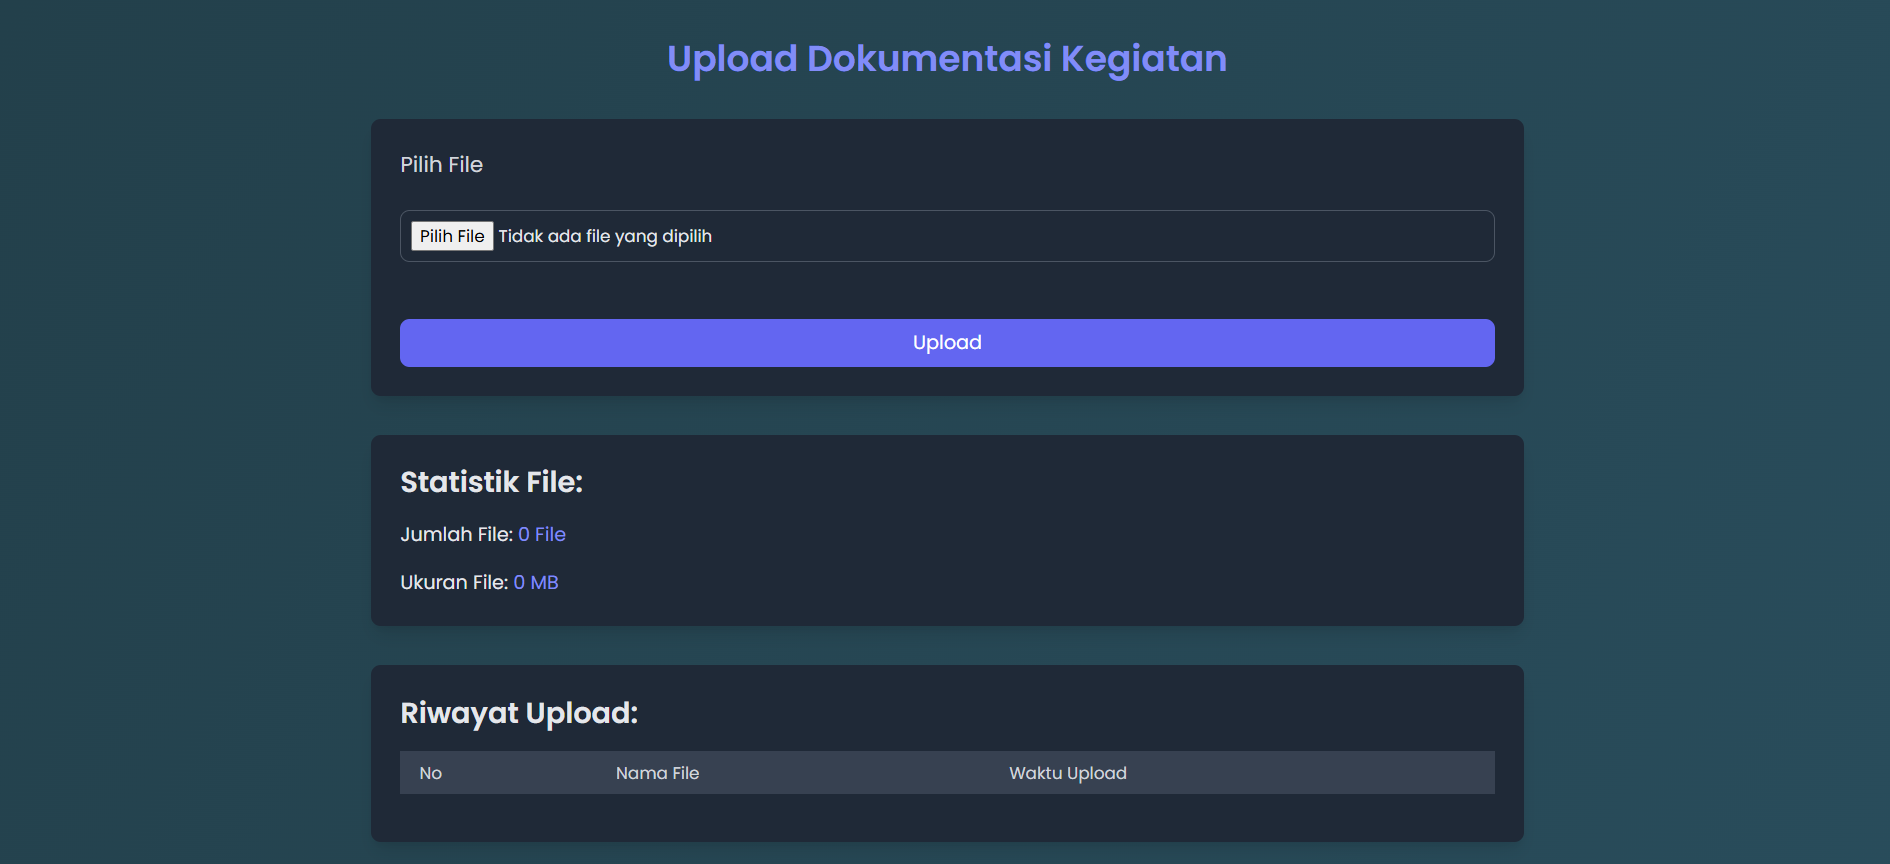 Upload Dokumentasi Kegiatan
Pilih File
Pilih File Tidak ada file yang dipilih
Upload
Statistik File:
Jumlah File: 0 File
Ukuran File: 0 MB
Riwayat Upload:
No Nama File Waktu Upload